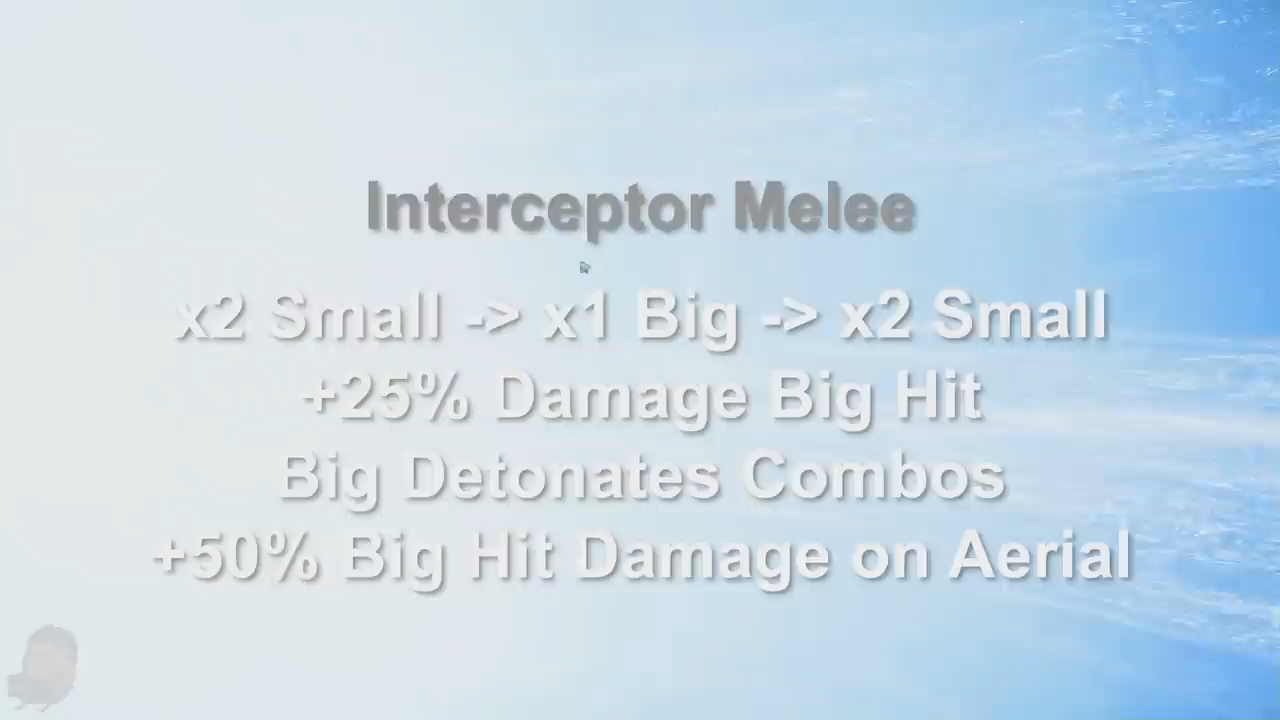 Interceptor Melee
x2 Small -> x1 Big -> x2 Small
+25% Damage Big Hit
Big Detonates Combos
+50% Big Hit Damage on Aerial